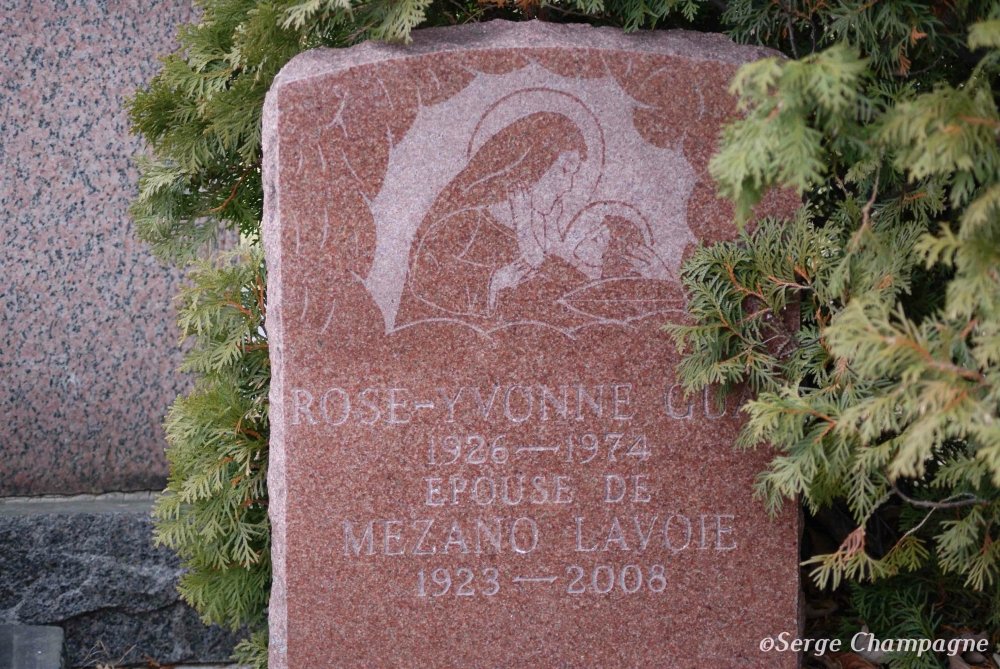 ROSE-YVONNE
1926—1974
EPOUSE DE
MEZANO LAVOIE
1923—2008
©Serge Champagne